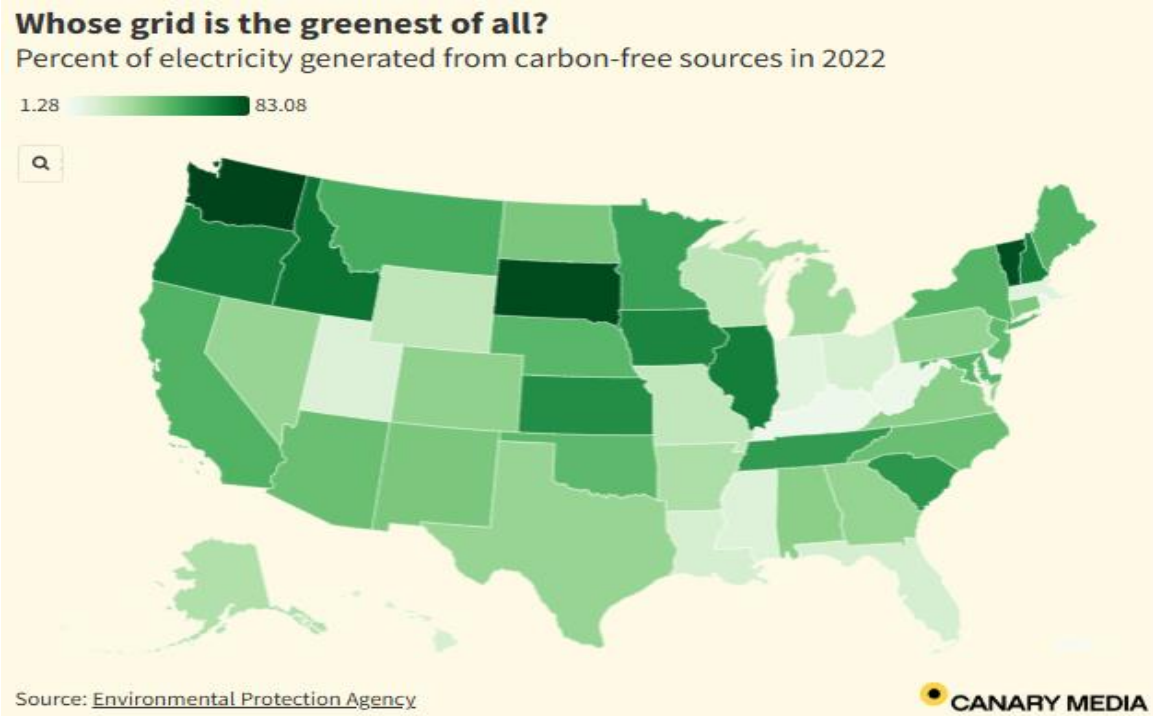 Whose grid is the greenest of all?
Percent of electricity generated from carbon-free sources in 2022
1.28 83.08
Source: Environmental Protection Agency
CANARY MEDIA